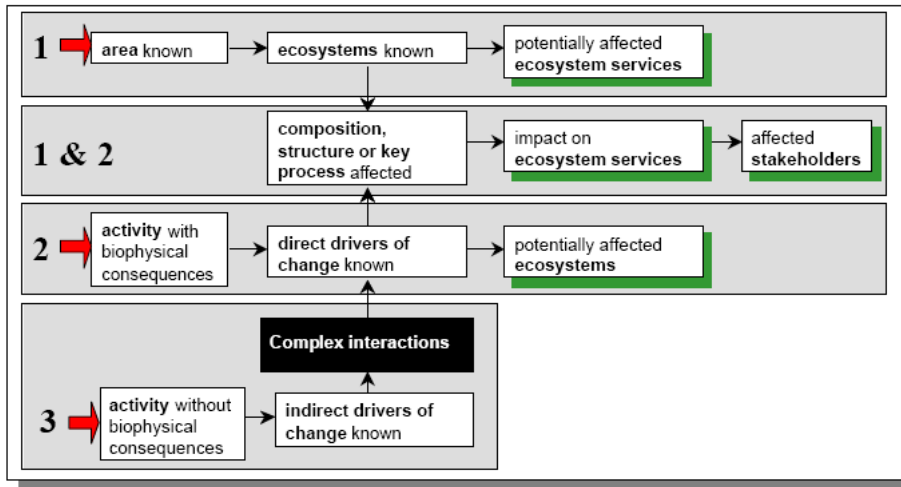 1
area known
ecosystems known
potentially affected
ecosystem services
1 & 2
composition,
structure or key
process affected
impact on
ecosystem services
affected
stakeholders
2
activity with
biophysical
consequences
direct drivers of
change known
potentially affected
ecosystems
Complex interactions
3
activity without
biophysical
consequences
indirect drivers of
change known